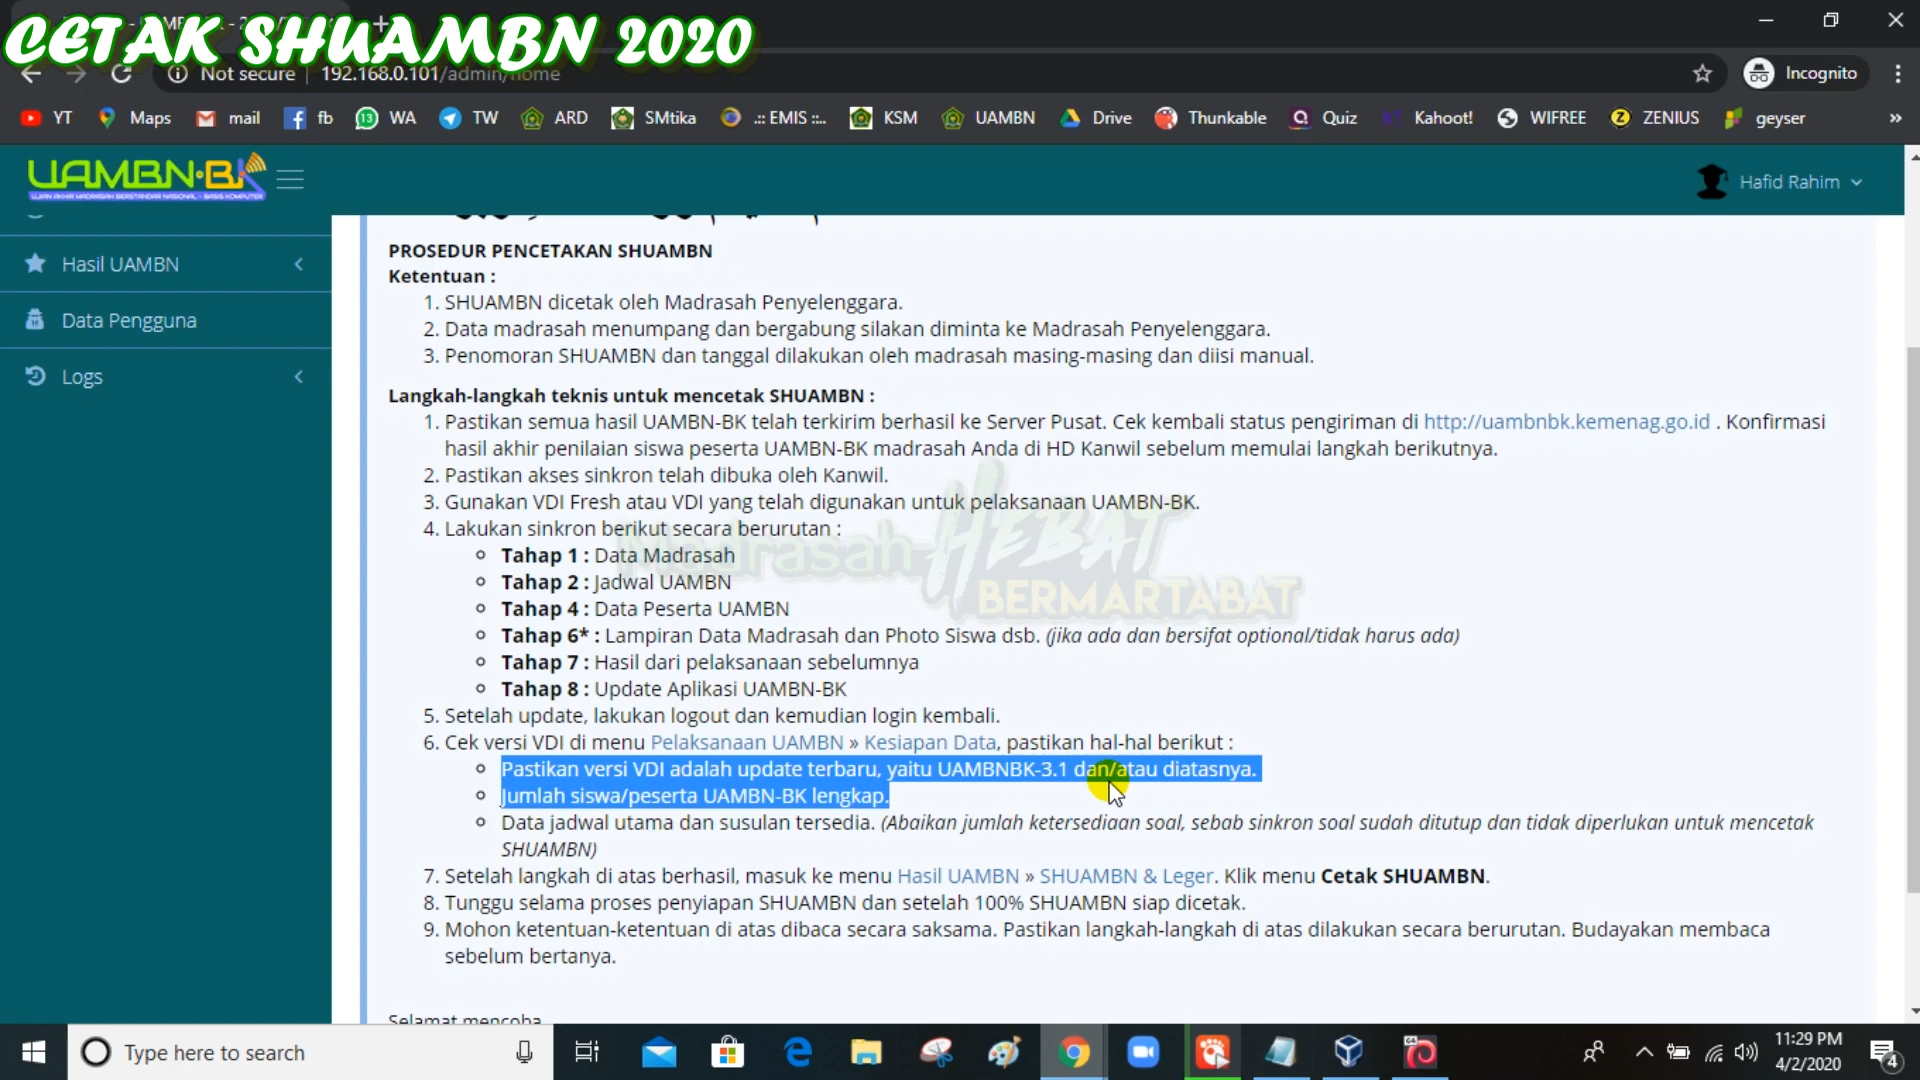 CETAK SHUAMBN 2020
Not secure | 192.168.0.101/admin/home
Incognito
YT Maps mail fb WA TW ARD SMtika .:: EMIS ::.. KSM UAMBN Drive Thunkable Quiz Kahoot! WIFREE ZENIUS geyser »
UAMBN-BK
UJIAN AKHIR MADRASAH BERSTANDAR NASIONAL - BASIS KOMPUTER
Hafid Rahim
Hasil UAMBN
Data Pengguna
Logs
PROSEDUR PENCETAKAN SHUAMBN
Ketentuan :
1. SHUAMBN dicetak oleh Madrasah Penyelenggara.
2. Data madrasah menumpang dan bergabung silakan diminta ke Madrasah Penyelenggara.
3. Penomoran SHUAMBN dan tanggal dilakukan oleh madrasah masing-masing dan diisi manual.
Langkah-langkah teknis untuk mencetak SHUAMBN :
1. Pastikan semua hasil UAMBN-BK telah terkirim berhasil ke Server Pusat. Cek kembali status pengiriman di http://uambnbk.kemenag.go.id . Konfirmasi
hasil akhir penilaian siswa peserta UAMBN-BK madrasah Anda di HD Kanwil sebelum memulai langkah berikutnya.
2. Pastikan akses sinkron telah dibuka oleh Kanwil.
3. Gunakan VDI Fresh atau VDI yang telah digunakan untuk pelaksanaan UAMBN-BK.
4. Lakukan sinkron berikut secara berurutan :
Tahap 1 : Data Madrasah
Tahap 2 : Jadwal UAMBN
Tahap 4 : Data Peserta UAMBN
Tahap 6* : Lampiran Data Madrasah dan Photo Siswa dsb. (jika ada dan bersifat optional/tidak harus ada)
Tahap 7 : Hasil dari pelaksanaan sebelumnya
Tahap 8 : Update Aplikasi UAMBN-BK
Madrasah HEBAT
BERMARTABAT
5. Setelah update, lakukan logout dan kemudian login kembali.
6. Cek versi VDI di menu Pelaksanaan UAMBN » Kesiapan Data, pastikan hal-hal berikut :
Pastikan versi VDI adalah update terbaru, yaitu UAMBNBK-3.1 dan/atau diatasnya.
Jumlah siswa/peserta UAMBN-BK lengkap.
Data jadwal utama dan susulan tersedia. (Abaikan jumlah ketersediaan soal, sebab sinkron soal sudah ditutup dan tidak diperlukan untuk mencetak
SHUAMBN)
7. Setelah langkah di atas berhasil, masuk ke menu Hasil UAMBN » SHUAMBN & Leger. Klik menu Cetak SHUAMBN.
8. Tunggu selama proses penyiapan SHUAMBN dan setelah 100% SHUAMBN siap dicetak.
9. Mohon ketentuan-ketentuan di atas dibaca secara saksama. Pastikan langkah-langkah di atas dilakukan secara berurutan. Budayakan membaca
sebelum bertanya.
Selamat mencoba
Type here to search
11:29 PM
4/2/2020
4